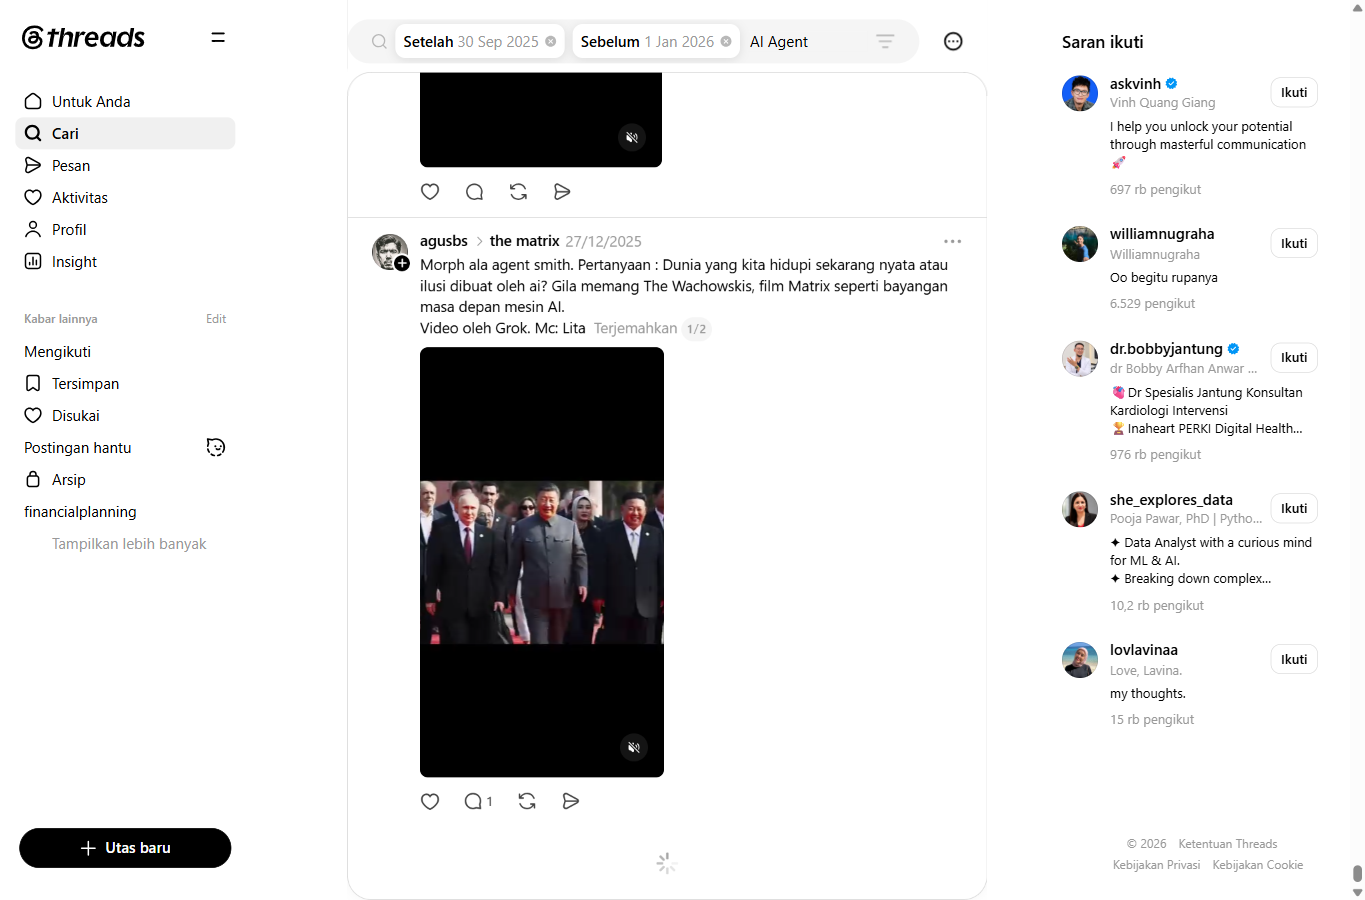 threads
Untuk Anda
Cari
Pesan
Aktivitas
Profil
Insight
Kabar lainnya
Edit
Mengikuti
Tersimpan
Disukai
Postingan hantu
Arsip
financialplanning
Tampilkan lebih banyak
Utas baru
Setelah 30 Sep 2025
Sebelum 1 Jan 2026
AI Agent
agusbs > the matrix 27/12/2025
Morph ala agent smith. Pertanyaan : Dunia yang kita hidupi sekarang nyata atau
ilusi dibuat oleh ai? Gila memang The Wachowskis, film Matrix seperti bayangan
masa depan mesin AI.
Video oleh Grok. Mc: Lita Terjemahkan 1/2
1
Saran ikuti
askvinh
Ikuti
Vinh Quang Giang
I help you unlock your potential
through masterful communication
🚀
697 rb pengikut
williamnugraha
Ikuti
Williamnugraha
Oo begitu rupanya
6.529 pengikut
dr.bobbyjantung
Ikuti
dr Bobby Arfhan Anwar ...
🫀Dr Spesialis Jantung Konsultan
Kardiologi Intervensi
🏆Inaheart PERKI Digital Health...
976 rb pengikut
she_explores_data
Ikuti
Pooja Pawar, PhD | Pytho...
✦ Data Analyst with a curious mind
for ML & AI.
✦ Breaking down complex...
10,2 rb pengikut
lovlavinaa
Ikuti
Love, Lavina.
my thoughts.
15 rb pengikut
© 2026 Ketentuan Threads
Kebijakan Privasi Kebijakan Cookie